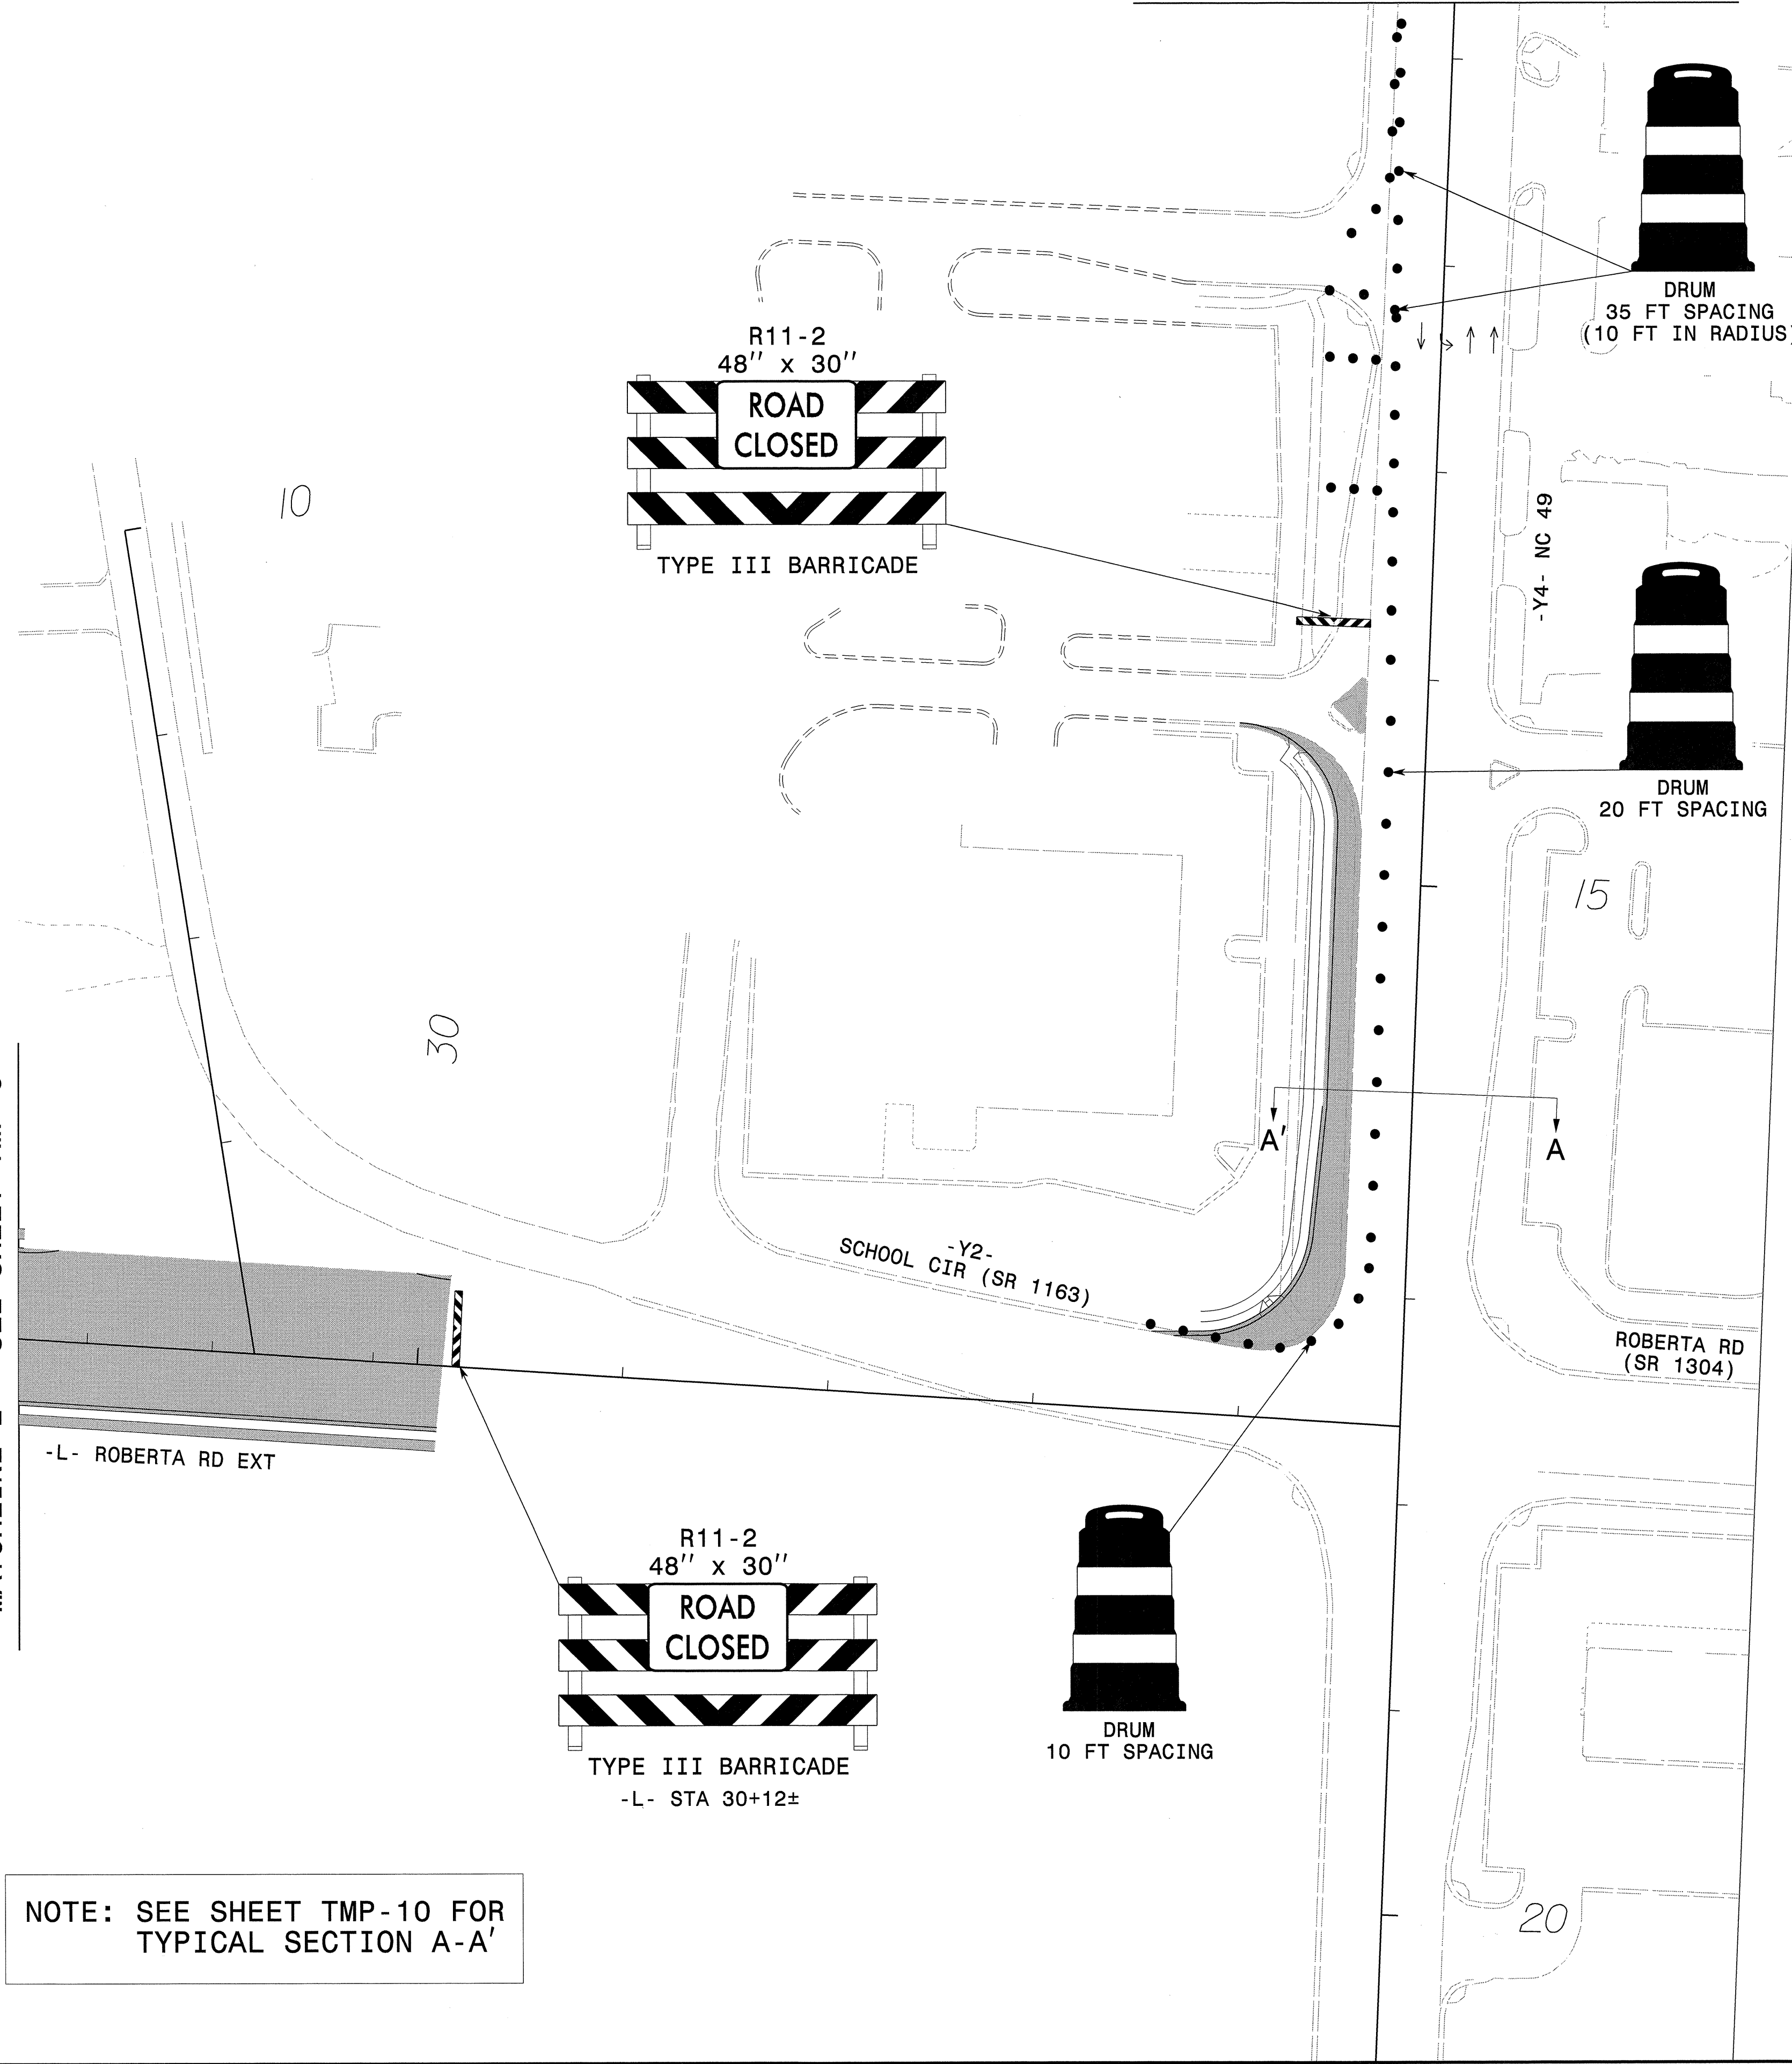 DRUM
35 FT SPACING
(10 FT IN RADIUS)
R11-2
48" x 30"
ROAD
CLOSED
TYPE III BARRICADE
10
-Y4- NC 49
DRUM
20 FT SPACING
15
30
A'
A
-Y2-
SCHOOL CIR (SR 1163)
ROBERTA RD
(SR 1304)
-L- ROBERTA RD EXT
R11-2
48" x 30"
ROAD
CLOSED
TYPE III BARRICADE
-L- STA 30+12±
DRUM
10 FT SPACING
NOTE: SEE SHEET TMP-10 FOR
TYPICAL SECTION A-A'
20